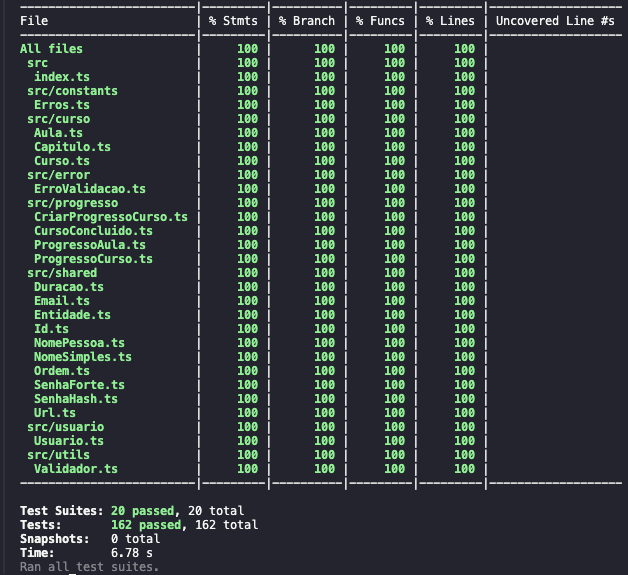 File | % Stmts | % Branch | % Funcs | % Lines | Uncovered Line #s
All files | 100 | 100 | 100 | 100 |
src | 100 | 100 | 100 | 100 |
index.ts | 100 | 100 | 100 | 100 |
src/constants | 100 | 100 | 100 | 100 |
Erros.ts | 100 | 100 | 100 | 100 |
src/curso | 100 | 100 | 100 | 100 |
Aula.ts | 100 | 100 | 100 | 100 |
Capitulo.ts | 100 | 100 | 100 | 100 |
Curso.ts | 100 | 100 | 100 | 100 |
src/error | 100 | 100 | 100 | 100 |
ErroValidacao.ts | 100 | 100 | 100 | 100 |
src/progresso | 100 | 100 | 100 | 100 |
CriarProgressoCurso.ts | 100 | 100 | 100 | 100 |
CursoConcluido.ts | 100 | 100 | 100 | 100 |
ProgressoAula.ts | 100 | 100 | 100 | 100 |
ProgressoCurso.ts | 100 | 100 | 100 | 100 |
src/shared | 100 | 100 | 100 | 100 |
Duracao.ts | 100 | 100 | 100 | 100 |
Email.ts | 100 | 100 | 100 | 100 |
Entidade.ts | 100 | 100 | 100 | 100 |
Id.ts | 100 | 100 | 100 | 100 |
NomePessoa.ts | 100 | 100 | 100 | 100 |
NomeSimples.ts | 100 | 100 | 100 | 100 |
Ordem.ts | 100 | 100 | 100 | 100 |
SenhaForte.ts | 100 | 100 | 100 | 100 |
SenhaHash.ts | 100 | 100 | 100 | 100 |
Url.ts | 100 | 100 | 100 | 100 |
src/usuario | 100 | 100 | 100 | 100 |
Usuario.ts | 100 | 100 | 100 | 100 |
src/utils | 100 | 100 | 100 | 100 |
Validador.ts | 100 | 100 | 100 | 100 |
Test Suites: 20 passed, 20 total
Tests: 162 passed, 162 total
Snapshots: 0 total
Time: 6.78 s
Ran all test suites.